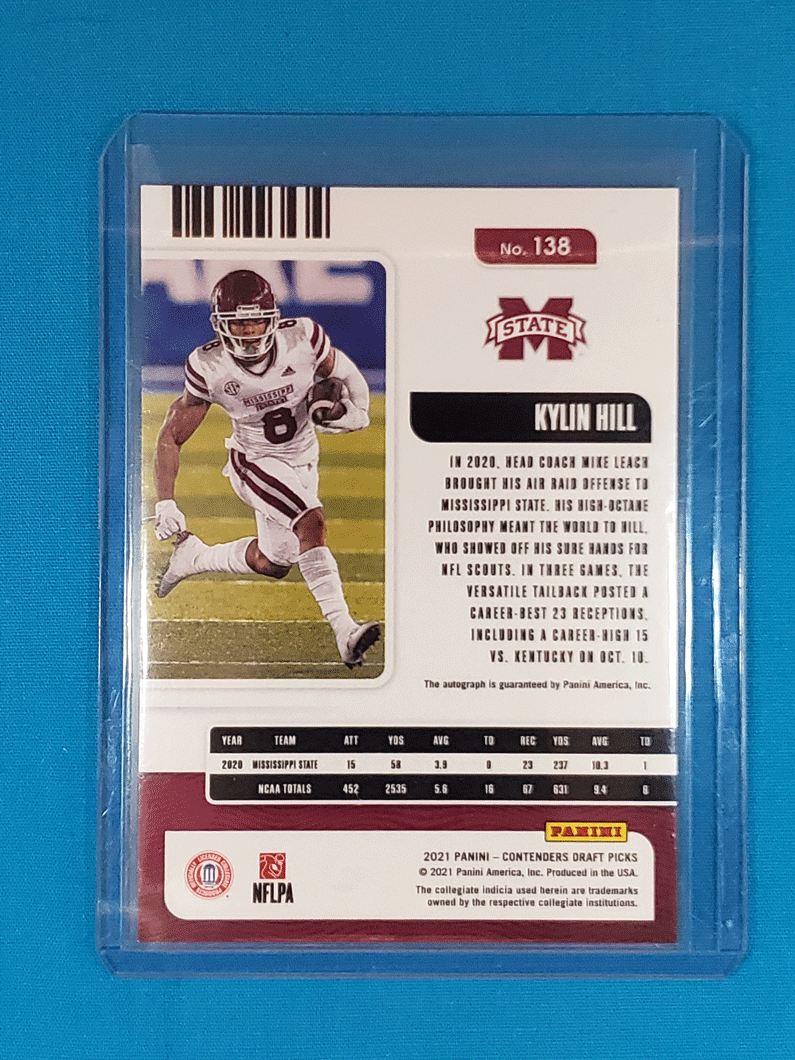 No. 138
STATE
KYLIN HILL
8
MISSISSIPPI
STATE
8
IN 2020, HEAD COACH MIKE LEACH
BROUGHT HIS AIR RAID OFFENSE TO
MISSISSIPPI STATE. HIS HIGH-OCTANE
PHILOSOPHY MEANT THE WORLD TO HILL,
WHO SHOWED OFF HIS SURE HANDS FOR
NFL SCOUTS. IN THREE GAMES, THE
VERSATILE TAILBACK POSTED A
CAREER-BEST 23 RECEPTIONS,
INCLUDING A CAREER-HIGH 15
VS. KENTUCKY ON OCT. 10.
The autograph is guaranteed by Panini America, Inc.
YEAR TEAM ATT YDS AVG TD REC YDS AVG TD
2020 MISSISSIPPI STATE 15 58 3.9 0 23 237 10.3 1
NCAA TOTALS 452 2535 5.6 16 67 631 9.4 6
PANINI
2021 PANINI – CONTENDERS DRAFT PICKS
© 2021 Panini America, Inc. Produced in the USA.
The collegiate indicia used herein are trademarks
owned by the respective collegiate institutions.
NFLPA